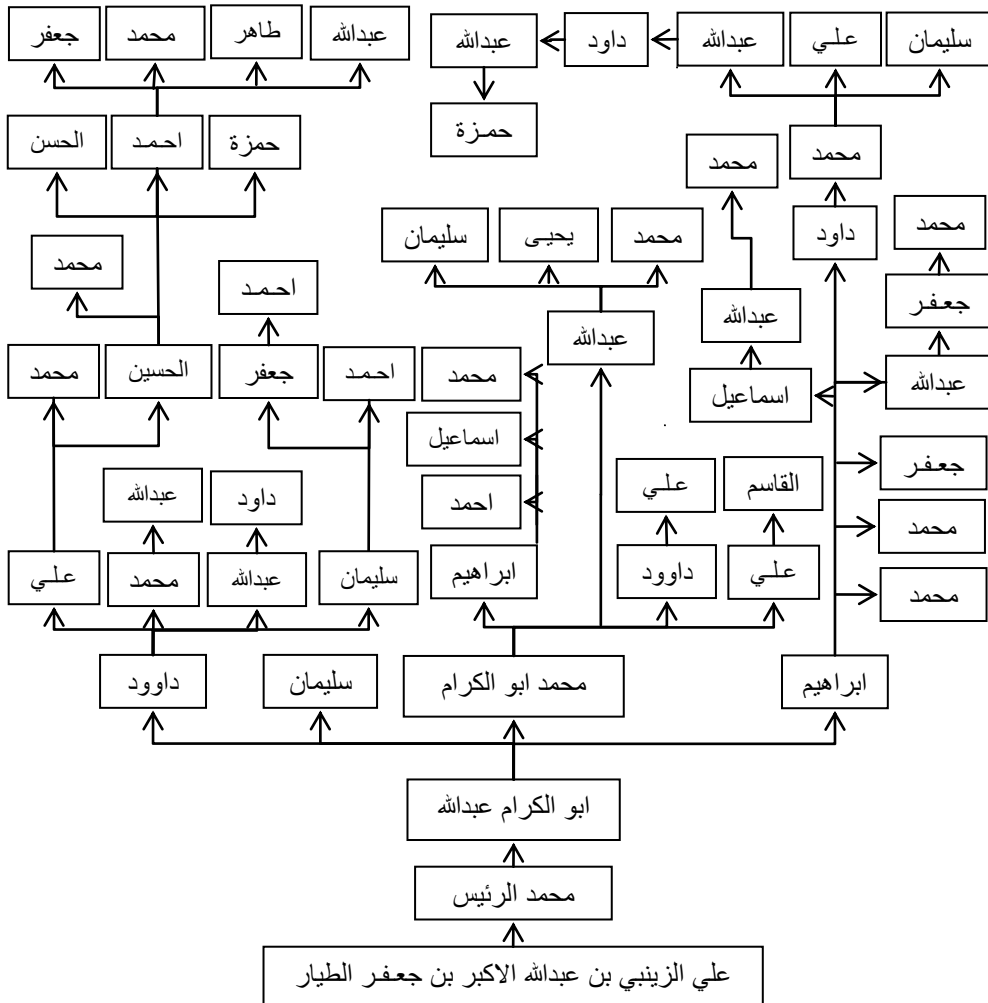 سليمان
علي
عبدالله
داود
عبدالله
عبدالله
طاهر
محمد
جعفر
حمزة
محمد
حمزة
احمد
الحسن
محمد
داود
محمد
محمد
يحيى
سليمان
محمد
احمد
جعفر
عبدالله
عبدالله
عبدالله
اسماعيل
محمد
احمد
جعفر
الحسين
محمد
اسماعيل
جعفر
القاسم
علي
احمد
داود
عبدالله
محمد
علي
داوود
ابراهيم
سليمان
عبدالله
محمد
علي
محمد
ابراهيم
محمد ابو الكرام
سليمان
داوود
ابو الكرام عبدالله
محمد الرئيس
علي الزينبي بن عبدالله الاكبر بن جعفر الطيار